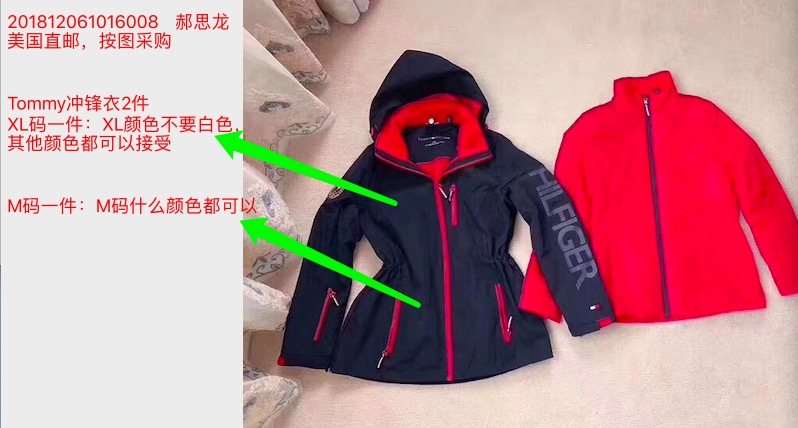 201812061016008 郝思龙
美国直邮，按图采购
Tommy冲锋衣2件
XL码一件：XL颜色不要白色，
其他颜色都可以接受
M码一件：M码什么颜色都可以
HILFIGER